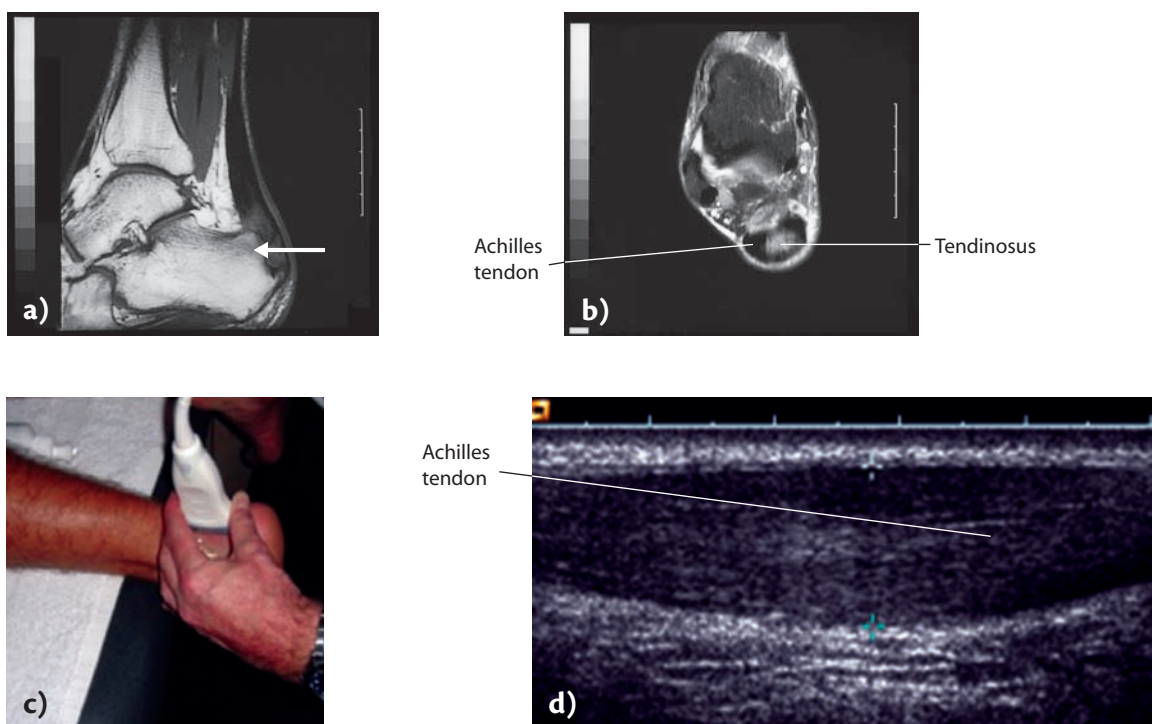 a)
Achilles
tendon
Tendinosus
b)
c)
Achilles
tendon
d)